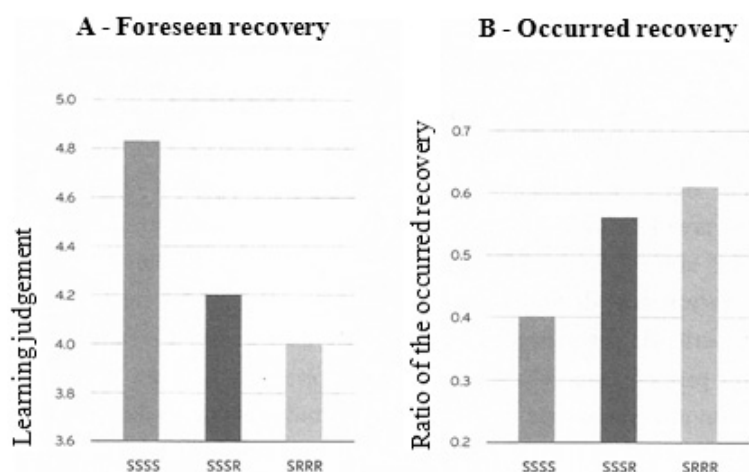 A - Foreseen recovery
Learning judgement
5.0
4.8
4.6
4.4
4.2
4.0
3.8
3.6
SSSS SSSR SRRR
B - Occurred recovery
Ratio of the occurred recovery
0.7
0.6
0.5
0.4
0.3
0.2
SSSS SSSR SRRR